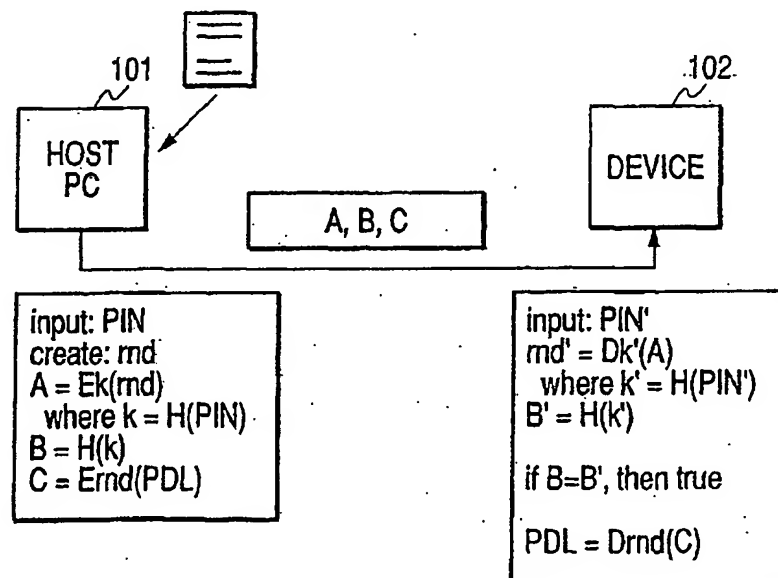 101
HOST
PC
102
DEVICE
A, B, C
input: PIN
create: rnd
A = Ek(rnd)
where k = H(PIN)
B = H(k)
C = Ernd(PDL)
input: PIN'
rnd' = Dk'(A)
where k' = H(PIN')
B' = H(k')
if B=B', then true
PDL = Drnd(C)